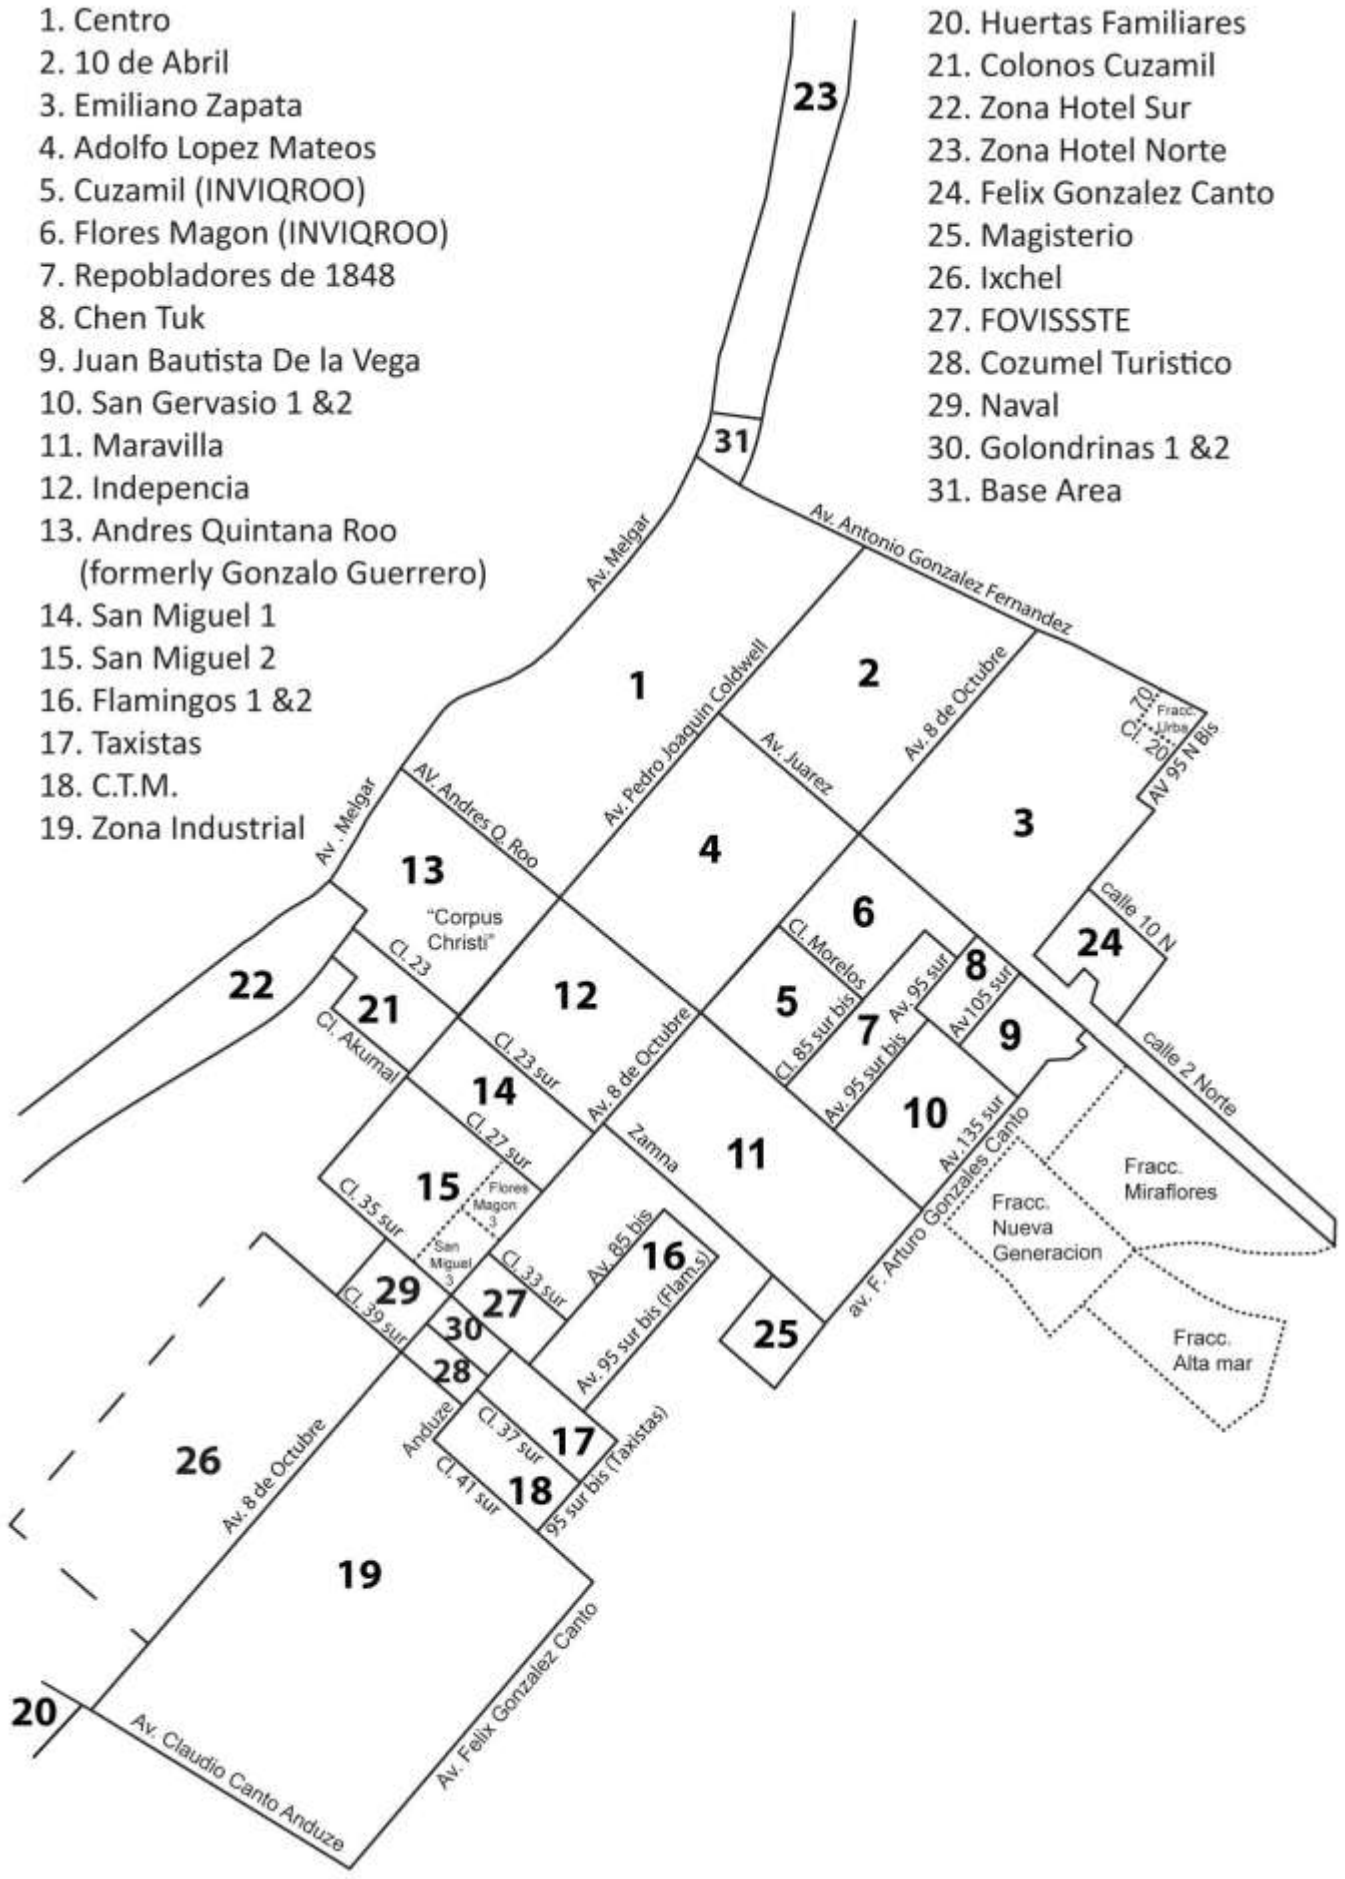 1. Centro
2. 10 de Abril
3. Emiliano Zapata
4. Adolfo Lopez Mateos
5. Cuzamil (INVIQROO)
6. Flores Magon (INVIQROO)
7. Repobladores de 1848
8. Chen Tuk
9. Juan Bautista De la Vega
10. San Gervasio 1 &2
11. Maravilla
12. Indepencia
13. Andres Quintana Roo
(formerly Gonzalo Guerrero)
14. San Miguel 1
15. San Miguel 2
16. Flamingos 1 &2
17. Taxistas
18. C.T.M.
19. Zona Industrial
20. Huertas Familiares
21. Colonos Cuzamil
22. Zona Hotel Sur
23. Zona Hotel Norte
24. Felix Gonzalez Canto
25. Magisterio
26. Ixchel
27. FOVISSSTE
28. Cozumel Turistico
29. Naval
30. Golondrinas 1 &2
31. Base Area
23
31
Av. Melgar
Av. Antonio Gonzalez Fernandez
1
2
Av. Pedro Joaquin Coldwell
Av. 8 de Octubre
70
Fracc.
Urba.
Cl. 20
AV 95 N Bis
Av. Juarez
3
Av. Melgar
AV. Andres Q. Roo
4
13
"Corpus
Christi"
Cl. 23
6
Cl. Morelos
calle 10 N
24
22
21
Cl. Akumal
12
5
Cl. 85 sur bis
7
Av. 95 sur
8
Av 105 sur
9
calle 2 Norte
Cl. 23 sur
Av. 8 de Octubre
Av. 95 sur bis
14
Cl. 27 sur
Zamna
11
10
Av. 135 sur
av. F. Arturo Gonzales Canto
Fracc.
Miraflores
Fracc.
Nueva
Generacion
Fracc.
Alta mar
15
Cl. 35 sur
Flores
Magon
3
San
Miguel
3
Cl. 33 sur
Av. 85 bis
16
Av. 95 sur bis (Flam.s)
29
Cl. 39 sur
27
30
28
25
Anduze
Cl. 37 sur
17
Cl. 41 sur
18
95 sur bis (Taxistas)
26
Av. 8 de Octubre
19
20
Av. Claudio Canto Anduze
Av. Felix Gonzalez Canto